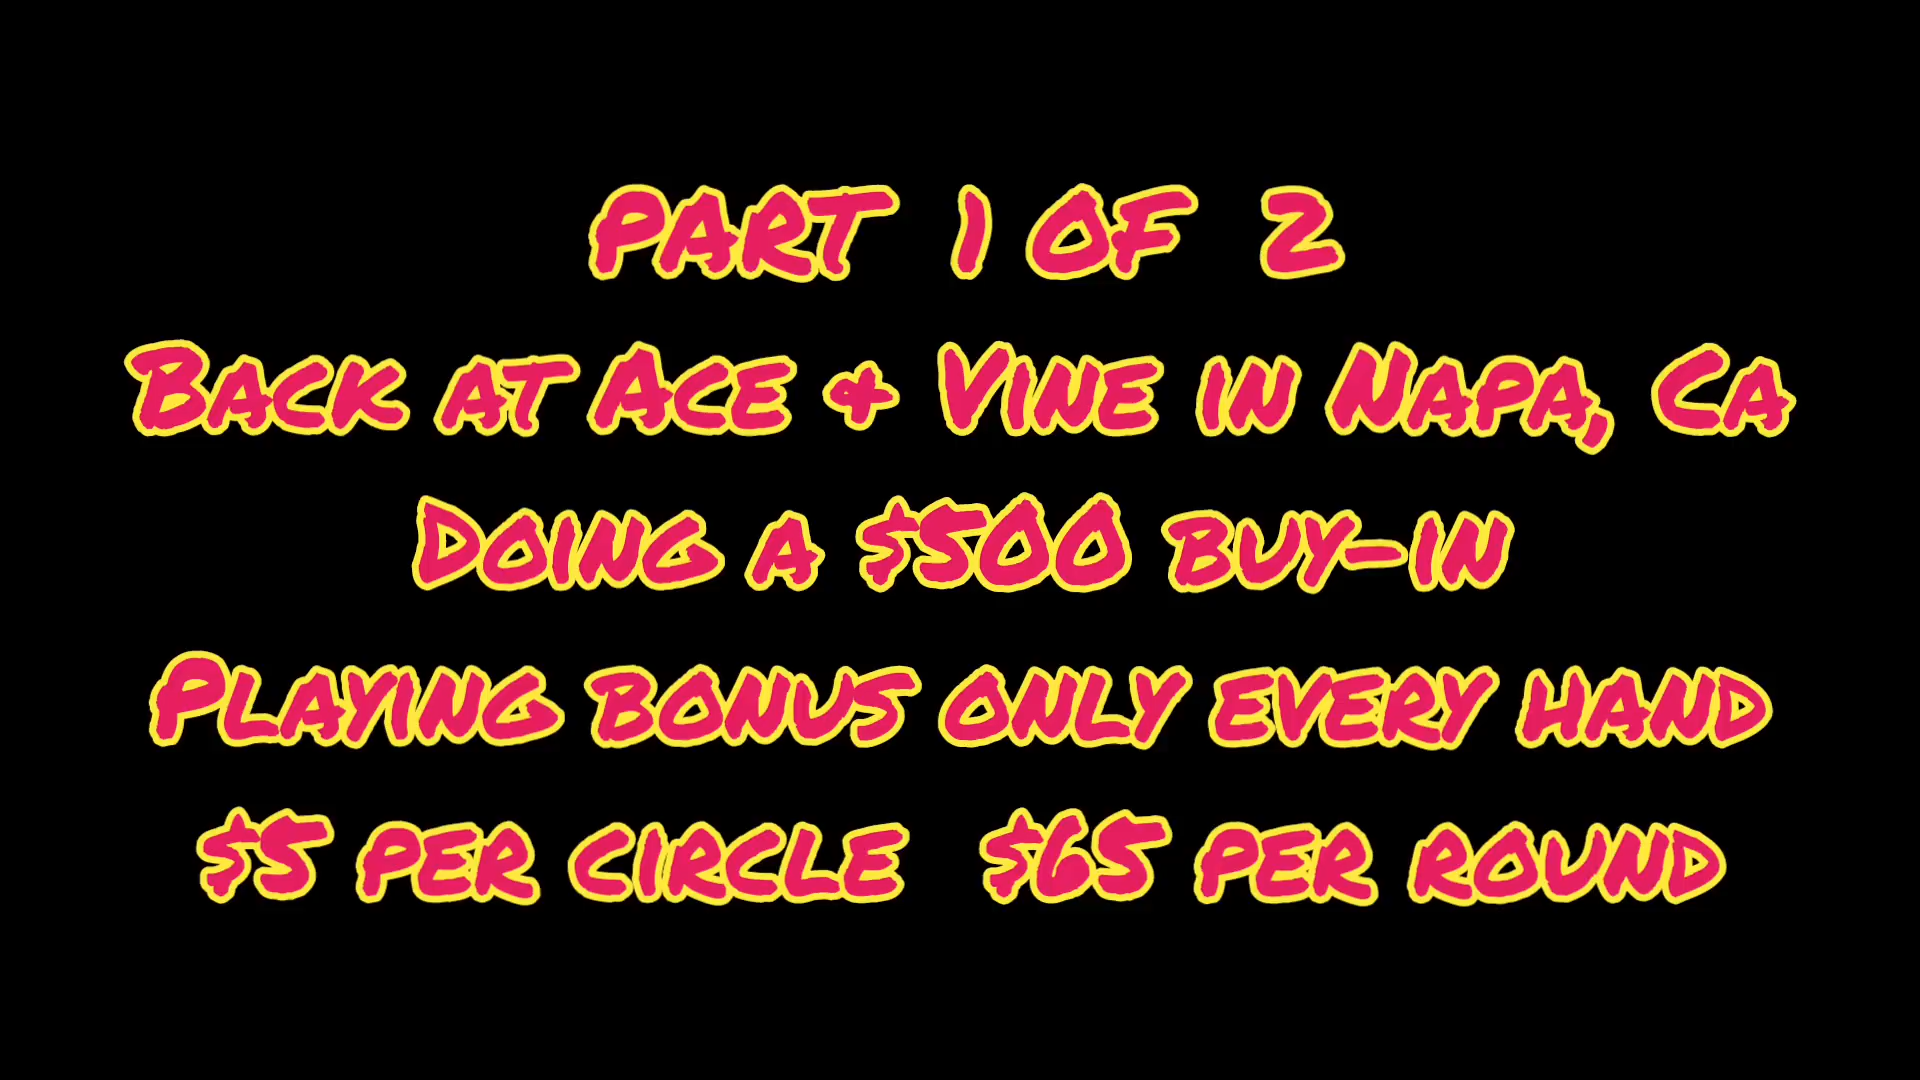 PART 1 OF 2
Back at Ace & Vine in Napa, Ca
Doing a $500 buy-in
Playing bonus only every hand
$5 per circle $65 per round